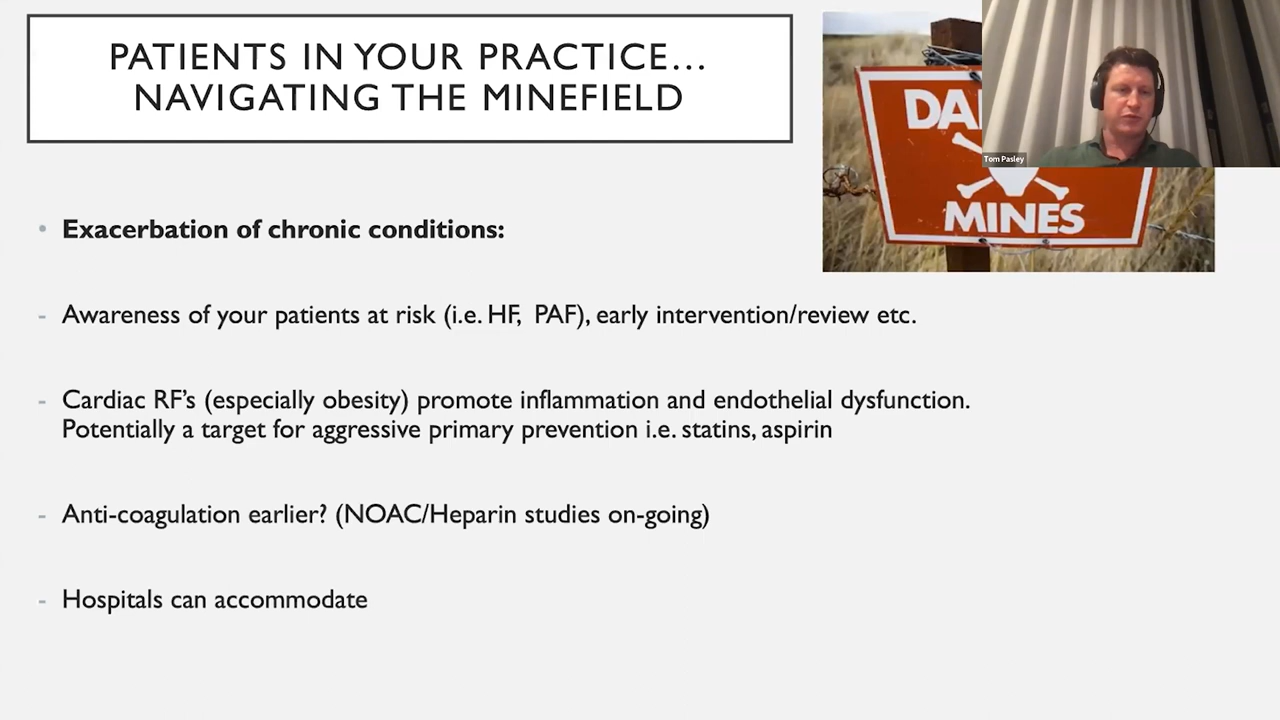 PATIENTS IN YOUR PRACTICE...
NAVIGATING THE MINEFIELD
DA
MINES
Tom Pasley
• Exacerbation of chronic conditions:
- Awareness of your patients at risk (i.e. HF, PAF), early intervention/review etc.
- Cardiac RF's (especially obesity) promote inflammation and endothelial dysfunction.
Potentially a target for aggressive primary prevention i.e. statins, aspirin
- Anti-coagulation earlier? (NOAC/Heparin studies on-going)
- Hospitals can accommodate